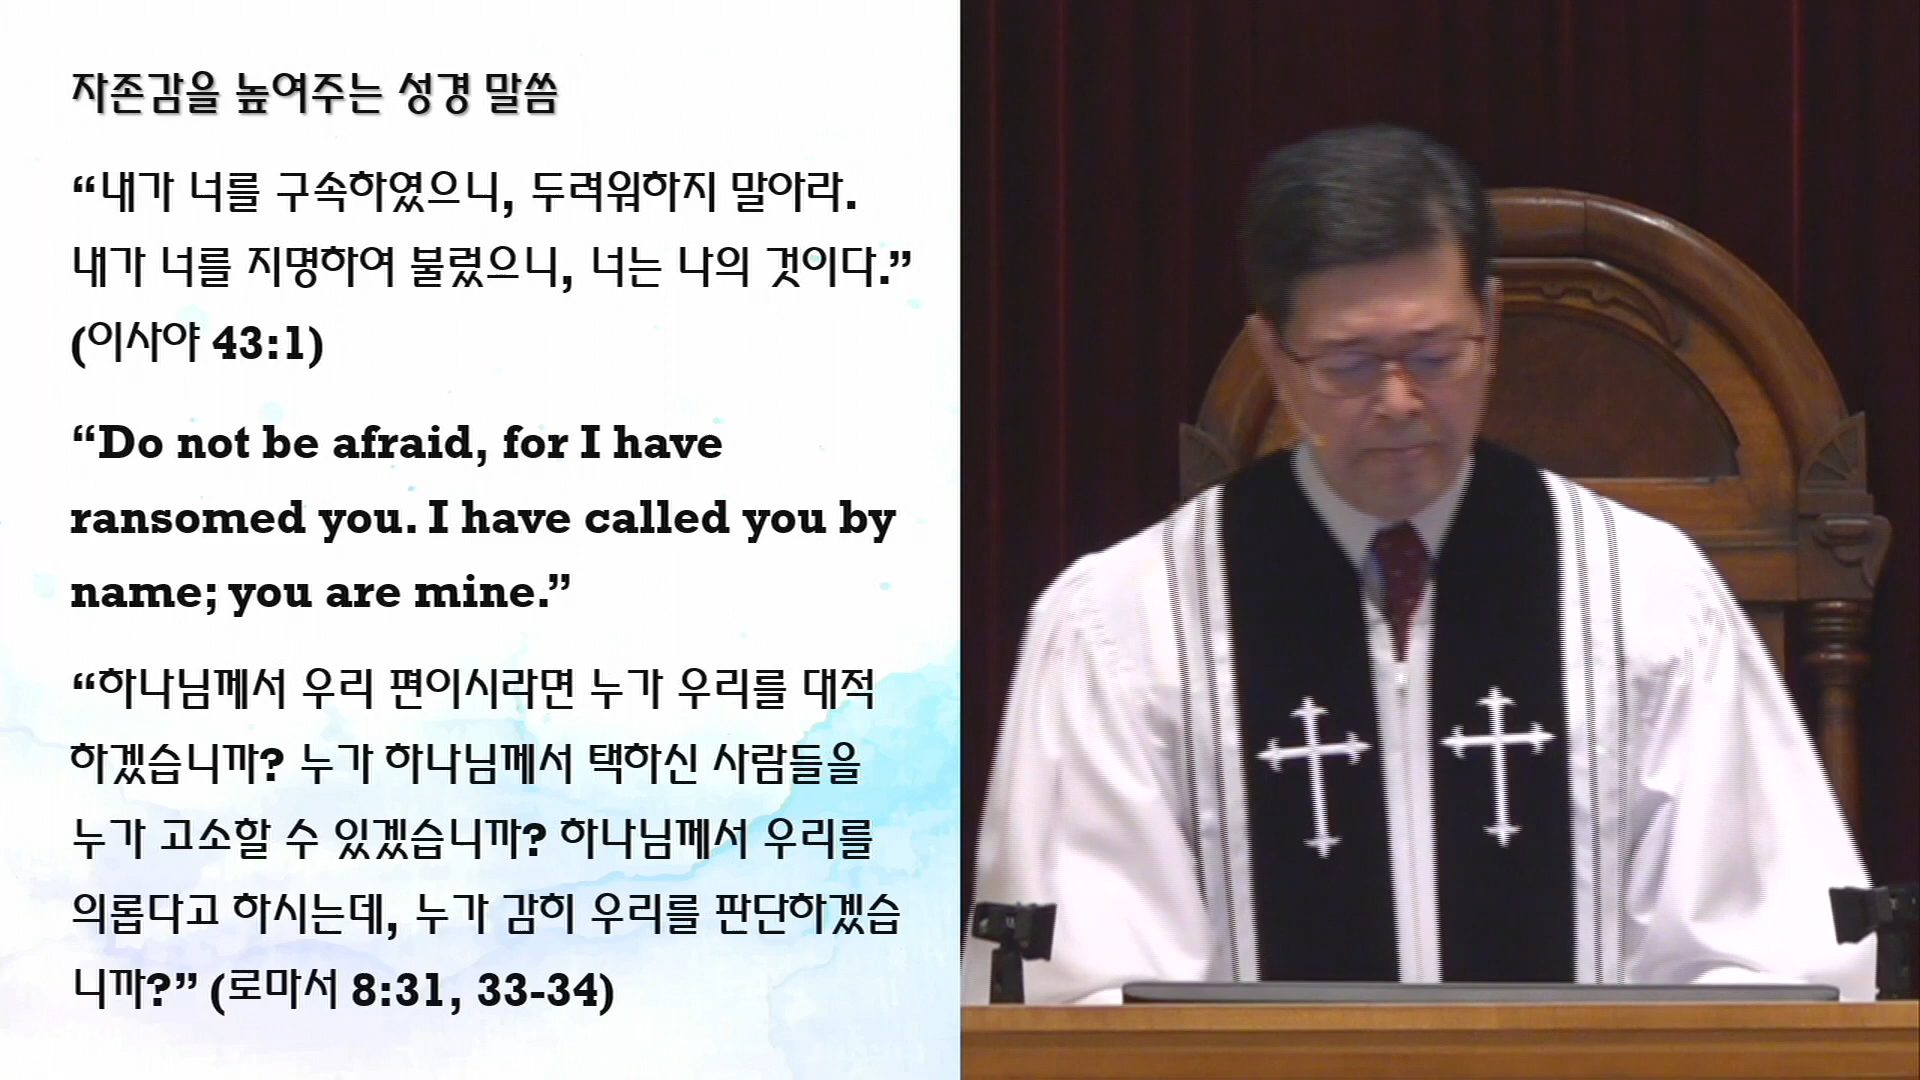 자존감을 높여주는 성경 말씀
“내가 너를 구속하였으니, 두려워하지 말아라.
내가 너를 지명하여 불렀으니, 너는 나의 것이다.”
(이사야 43:1)
“Do not be afraid, for I have
ransomed you. I have called you by
name; you are mine.”
“하나님께서 우리 편이시라면 누가 우리를 대적
하겠습니까? 누가 하나님께서 택하신 사람들을
누가 고소할 수 있겠습니까? 하나님께서 우리를
의롭다고 하시는데, 누가 감히 우리를 판단하겠습
니까?” (로마서 8:31, 33-34)